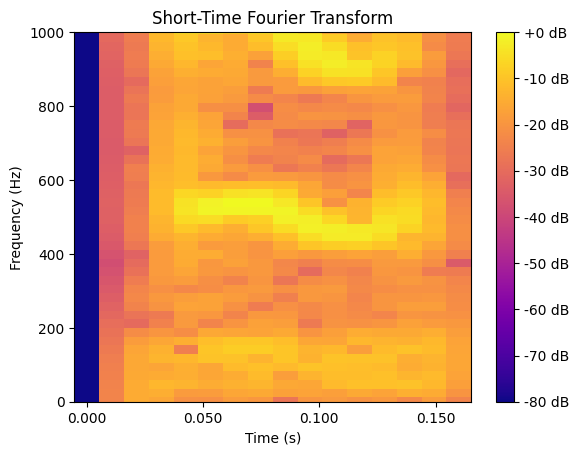 Short-Time Fourier Transform
Frequency (Hz)
1000
800
600
400
200
0
0.000
0.050
0.100
0.150
Time (s)
+0 dB
-10 dB
-20 dB
-30 dB
-40 dB
-50 dB
-60 dB
-70 dB
-80 dB